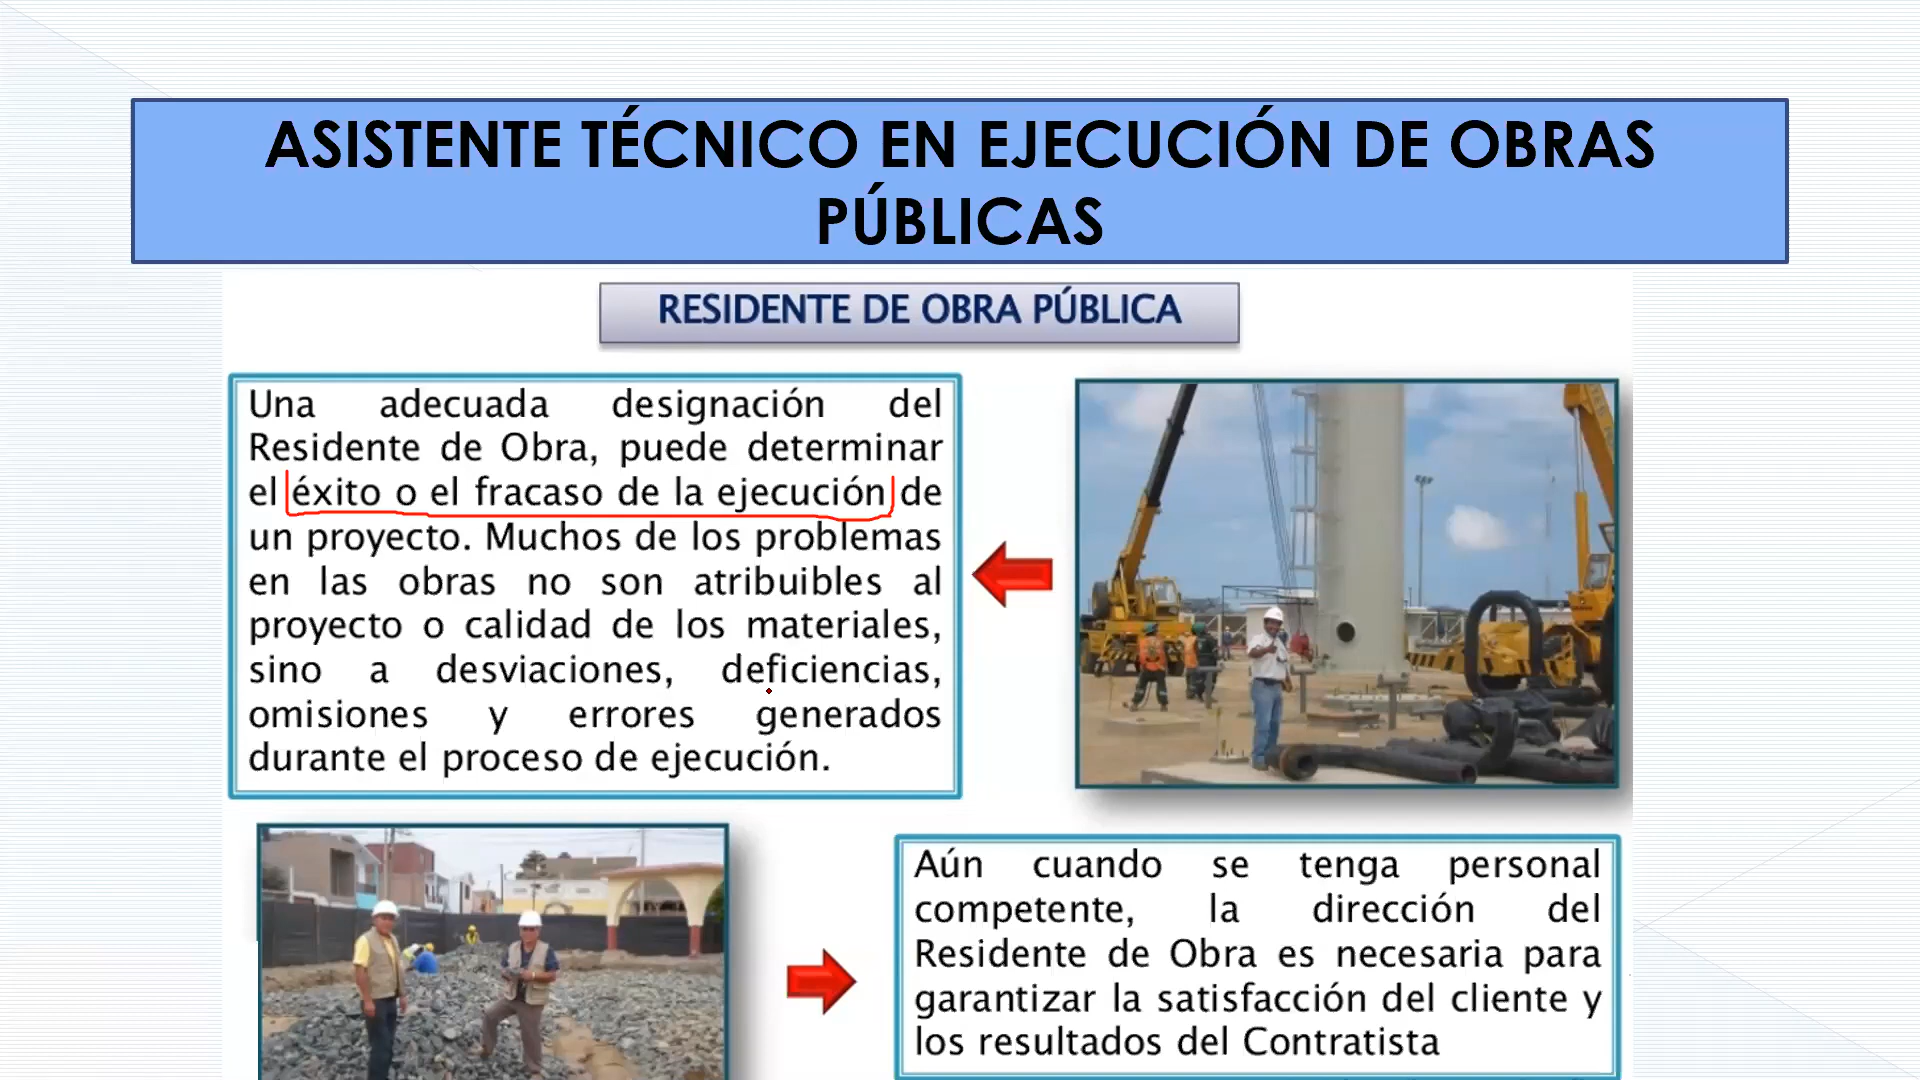 ASISTENTE TÉCNICO EN EJECUCIÓN DE OBRAS
PÚBLICAS
RESIDENTE DE OBRA PÚBLICA
Una adecuada designación del
Residente de Obra, puede determinar
el éxito o el fracaso de la ejecución de
un proyecto. Muchos de los problemas
en las obras no son atribuibles al
proyecto o calidad de los materiales,
sino a desviaciones, deficiencias,
omisiones y errores generados
durante el proceso de ejecución.
Aún cuando se tenga personal
competente, la dirección del
Residente de Obra es necesaria para
garantizar la satisfacción del cliente y
los resultados del Contratista